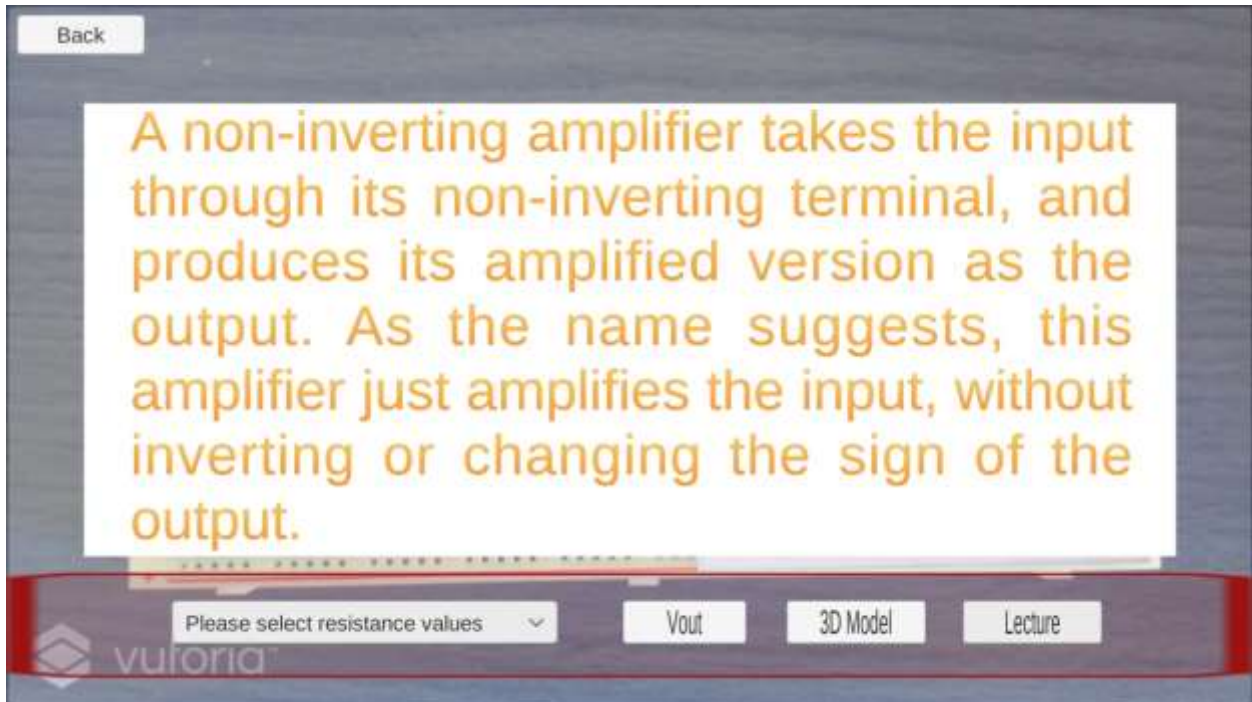 Back
A non-inverting amplifier takes the input
through its non-inverting terminal, and
produces its amplified version as the
output. As the name suggests, this
amplifier just amplifies the input, without
inverting or changing the sign of the
output.
Please select resistance values
Vout
3D Model
Lecture
vuforia™